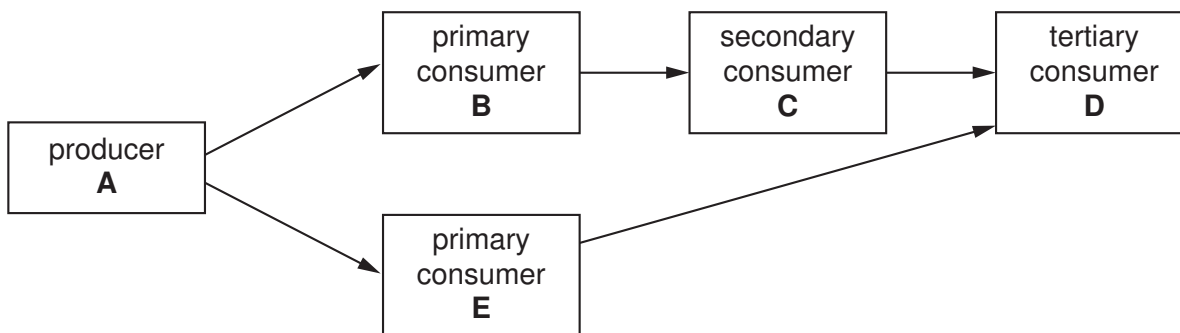 primary
consumer
B
secondary
consumer
C
tertiary
consumer
D
producer
A
primary
consumer
E